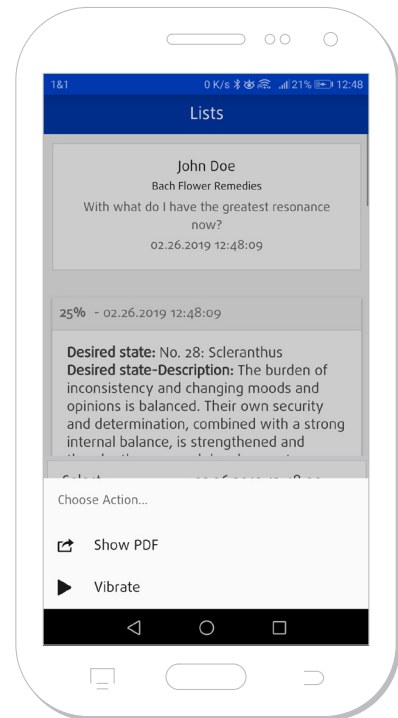 1&1 0 K/s 21% 12:48
Lists
John Doe
Bach Flower Remedies
With what do I have the greatest resonance
now?
02.26.2019 12:48:09
25% - 02.26.2019 12:48:09
Desired state: No. 28: Scleranthus
Desired state-Description: The burden of
inconsistency and changing moods and
opinions is balanced. Their own security
and determination, combined with a strong
internal balance, is strengthened and
Choose Action...
Show PDF
Vibrate